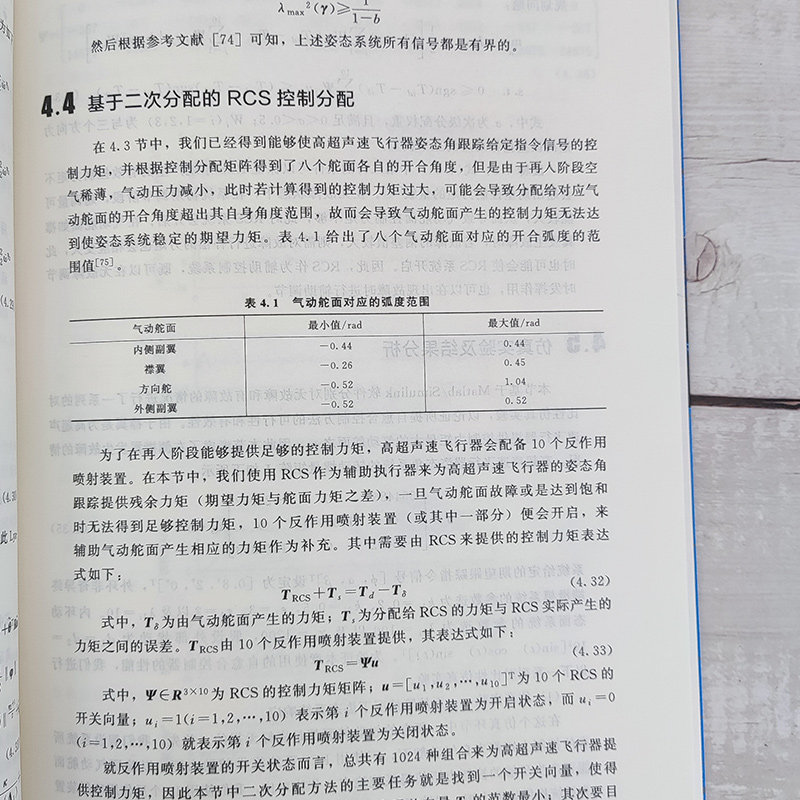 λmax²(γ)≥1/(1-b)
然后根据参考文献［74］可知，上述姿态系统所有信号都是有界的。
4.4 基于二次分配的 RCS 控制分配
在 4.3 节中，我们已经得到能够使高超声速飞行器姿态角跟踪给定指令信号的控
制力矩，并根据控制分配矩阵得到了八个舵面各自的开合角度，但是由于再入阶段空
气稀薄，气动压力减小，此时若计算得到的控制力矩过大，可能会导致分配给对应气
动舵面的开合角度超出其自身角度范围，故而会导致气动舵面产生的控制力矩无法达
到使姿态系统稳定的期望力矩。表 4.1 给出了八个气动舵面对应的开合弧度的范
围值[75]。
表 4.1 气动舵面对应的弧度范围
气动舵面 最小值/rad 最大值/rad
内侧副翼 −0.44 0.44
襟翼 −0.26 0.45
方向舵 −0.52 1.04
外侧副翼 −0.52 0.52
为了在再入阶段能够提供足够的控制力矩，高超声速飞行器会配备 10 个反作用
喷射装置。在本节中，我们使用 RCS 作为辅助执行器来为高超声速飞行器的姿态角
跟踪提供残余力矩（期望力矩与舵面力矩之差），一旦气动舵面故障或是达到饱和
时无法得到足够控制力矩，10 个反作用喷射装置（或其中一部分）便会开启，来
辅助气动舵面产生相应的力矩作为补充。其中需要由 RCS 来提供的控制力矩表达
式如下：
T_RCS+T_s=T_d−T_δ (4.32)
式中，T_δ为由气动舵面产生的力矩；T_s为分配给 RCS 的力矩与 RCS 实际产生的
力矩之间的误差。T_RCS由 10 个反作用喷射装置提供，其表达式如下：
T_RCS=Ψu (4.33)
式中，Ψ∈R^{3×10}为 RCS 的控制力矩矩阵；u=[u₁,u₂,…,u₁₀]ᵀ为 10 个 RCS 的
开关向量；u_i=1(i=1,2,…,10) 表示第 i 个反作用喷射装置为开启状态，而 u_i=0
(i=1,2,…,10) 就表示第 i 个反作用喷射装置为关闭状态。
就反作用喷射装置的开关状态而言，总共有 1024 种组合来为高超声速飞行器提
供控制力矩，因此本节中二次分配方法的主要任务就是找到一个开关向量，使得
的范数最小；其次要目